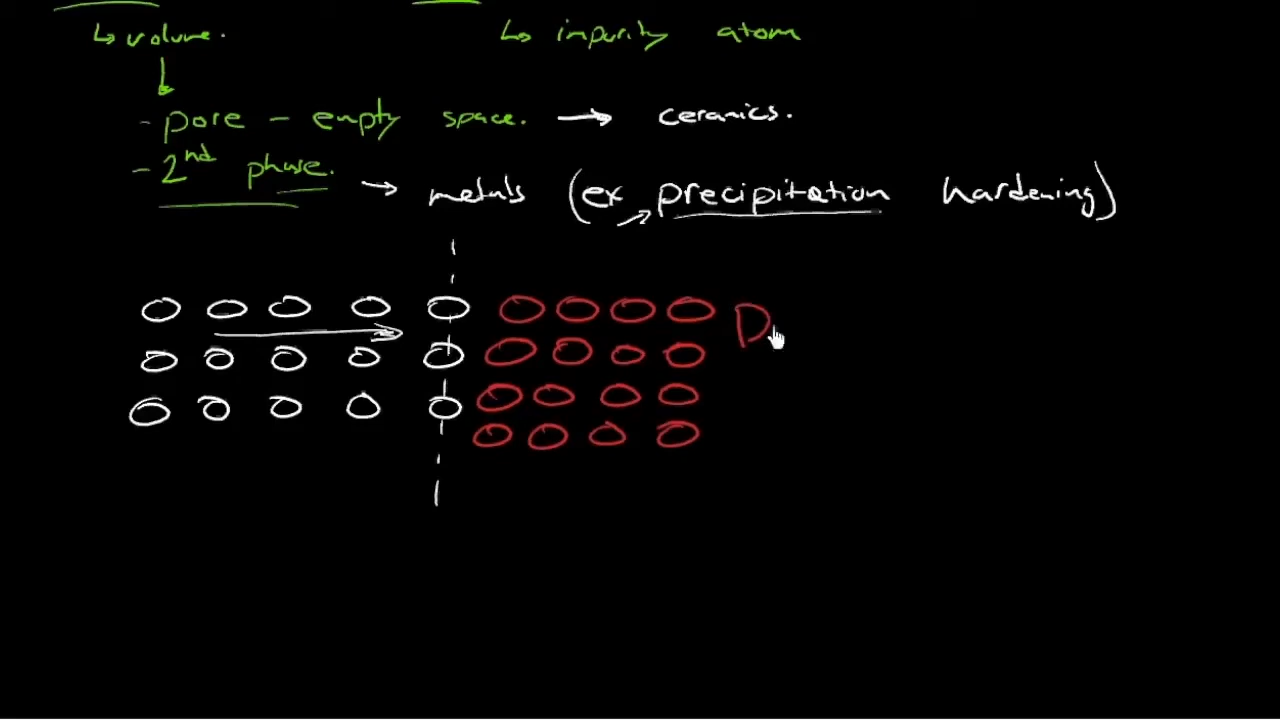 ↳ volume.
↳ impurity atom
- pore - empty space. → ceramics.
- 2nd phase. → metals (ex precipitation hardening)
D